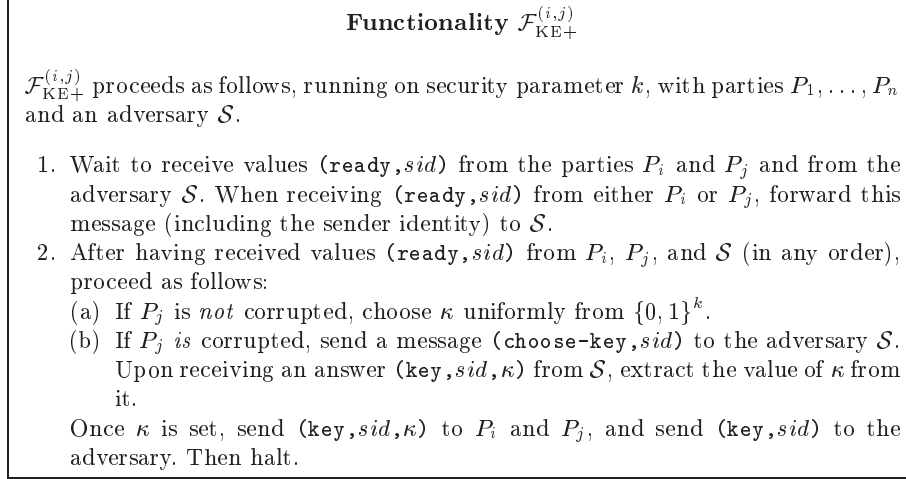 Functionality $\mathcal{F}_{\mathrm{KE+}}^{(i,j)}$
$\mathcal{F}_{\mathrm{KE+}}^{(i,j)}$ proceeds as follows, running on security parameter $k$, with parties $P_1, \ldots, P_n$
and an adversary $\mathcal{S}$.
1. Wait to receive values (ready,sid) from the parties $P_i$ and $P_j$ and from the
adversary $\mathcal{S}$. When receiving (ready,sid) from either $P_i$ or $P_j$, forward this
message (including the sender identity) to $\mathcal{S}$.
2. After having received values (ready,sid) from $P_i$, $P_j$, and $\mathcal{S}$ (in any order),
proceed as follows:
(a) If $P_j$ is not corrupted, choose $\kappa$ uniformly from $\{0,1\}^k$.
(b) If $P_j$ is corrupted, send a message (choose-key,sid) to the adversary $\mathcal{S}$.
Upon receiving an answer (key,sid,$\kappa$) from $\mathcal{S}$, extract the value of $\kappa$ from
it.
Once $\kappa$ is set, send (key,sid,$\kappa$) to $P_i$ and $P_j$, and send (key,sid) to the
adversary. Then halt.